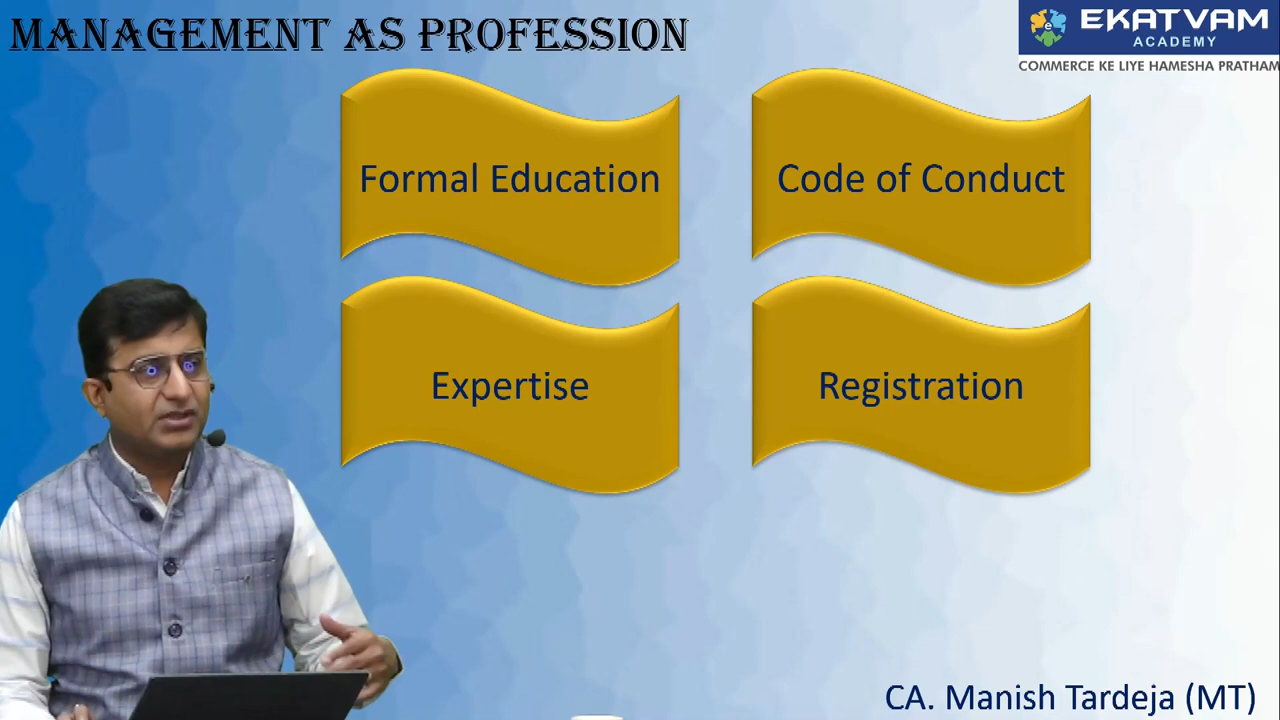 MANAGEMENT AS PROFESSION
EKATVAM
ACADEMY
COMMERCE KE LIYE HAMESHA PRATHAM
Formal Education
Code of Conduct
Expertise
Registration
CA. Manish Tardeja (MT)